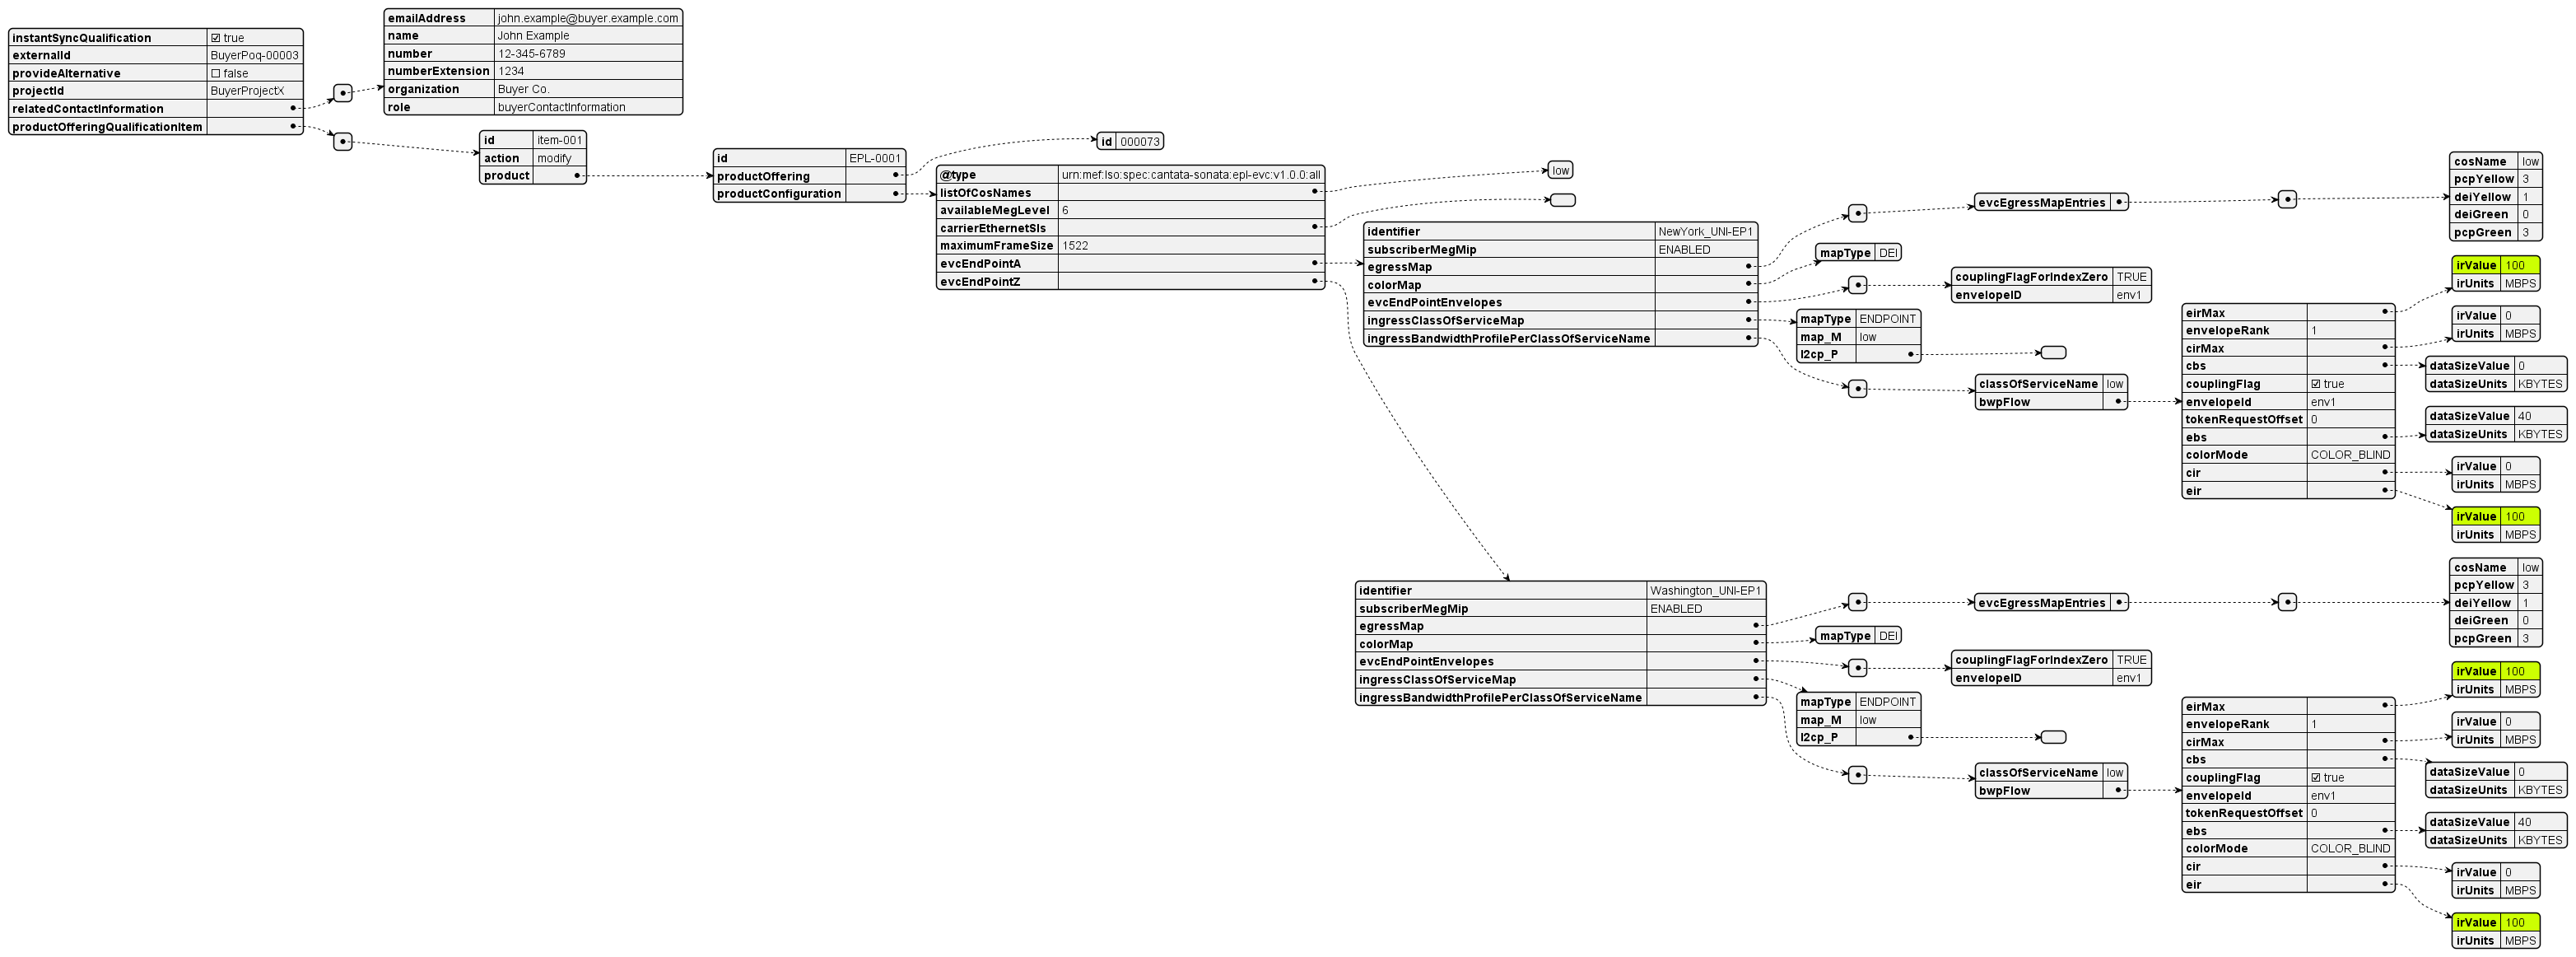 instantSyncQualification ☑ true
externalId BuyerPoq-00003
provideAlternative ☐ false
projectId BuyerProjectX
relatedContactInformation
productOfferingQualificationItem
emailAddress john.example@buyer.example.com
name John Example
number 12-345-6789
numberExtension 1234
organization Buyer Co.
role buyerContactInformation
id item-001
action modify
product
id EPL-0001
productOffering
productConfiguration
id 000073
@type urn:mef:lso:spec:cantata-sonata:epl-evc:v1.0.0:all
listOfCosNames
availableMegLevel 6
carrierEthernetSls
maximumFrameSize 1522
evcEndPointA
evcEndPointZ
low
identifier NewYork_UNI-EP1
subscriberMegMip ENABLED
egressMap
colorMap
evcEndPointEnvelopes
ingressClassOfServiceMap
ingressBandwidthProfilePerClassOfServiceName
evcEgressMapEntries
cosName low
pcpYellow 3
deiYellow 1
deiGreen 0
pcpGreen 3
mapType DEI
couplingFlagForIndexZero TRUE
envelopeID env1
mapType ENDPOINT
map_M low
l2cp_P
classOfServiceName low
bwpFlow
eirMax
envelopeRank 1
cirMax
cbs
couplingFlag ☑ true
envelopeId env1
tokenRequestOffset 0
ebs
colorMode COLOR_BLIND
cir
eir
irValue 100
irUnits MBPS
irValue 0
irUnits MBPS
dataSizeValue 0
dataSizeUnits KBYTES
dataSizeValue 40
dataSizeUnits KBYTES
irValue 0
irUnits MBPS
irValue 100
irUnits MBPS
identifier Washington_UNI-EP1
subscriberMegMip ENABLED
egressMap
colorMap
evcEndPointEnvelopes
ingressClassOfServiceMap
ingressBandwidthProfilePerClassOfServiceName
evcEgressMapEntries
cosName low
pcpYellow 3
deiYellow 1
deiGreen 0
pcpGreen 3
mapType DEI
couplingFlagForIndexZero TRUE
envelopeID env1
mapType ENDPOINT
map_M low
l2cp_P
classOfServiceName low
bwpFlow
eirMax
envelopeRank 1
cirMax
cbs
couplingFlag ☑ true
envelopeId env1
tokenRequestOffset 0
ebs
colorMode COLOR_BLIND
cir
eir
irValue 100
irUnits MBPS
irValue 0
irUnits MBPS
dataSizeValue 0
dataSizeUnits KBYTES
dataSizeValue 40
dataSizeUnits KBYTES
irValue 0
irUnits MBPS
irValue 100
irUnits MBPS